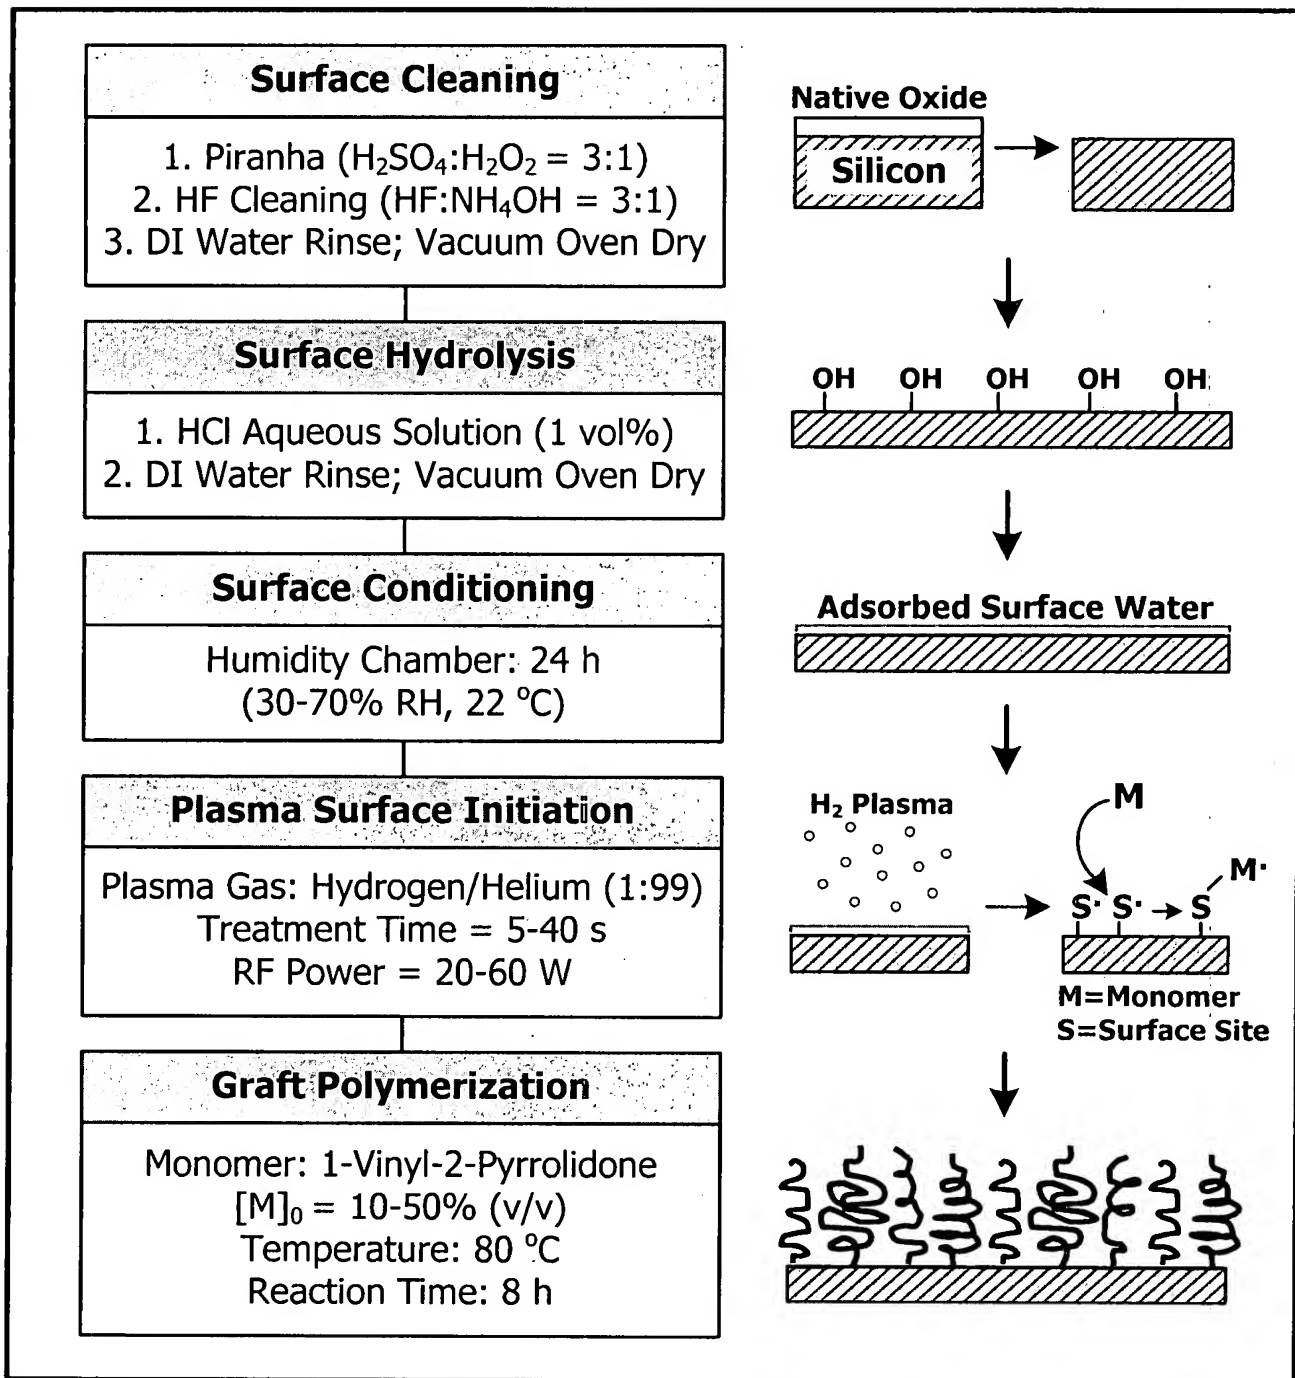 Surface Cleaning
1. Piranha (H₂SO₄:H₂O₂ = 3:1)
2. HF Cleaning (HF:NH₄OH = 3:1)
3. DI Water Rinse; Vacuum Oven Dry
Native Oxide
Silicon
Surface Hydrolysis
1. HCl Aqueous Solution (1 vol%)
2. DI Water Rinse; Vacuum Oven Dry
OH OH OH OH OH
Surface Conditioning
Humidity Chamber: 24 h
(30-70% RH, 22 °C)
Adsorbed Surface Water
Plasma Surface Initiation
Plasma Gas: Hydrogen/Helium (1:99)
Treatment Time = 5-40 s
RF Power = 20-60 W
H₂ Plasma
M
M·
S· S· S
M=Monomer
S=Surface Site
Graft Polymerization
Monomer: 1-Vinyl-2-Pyrrolidone
[M]₀ = 10-50% (v/v)
Temperature: 80 °C
Reaction Time: 8 h